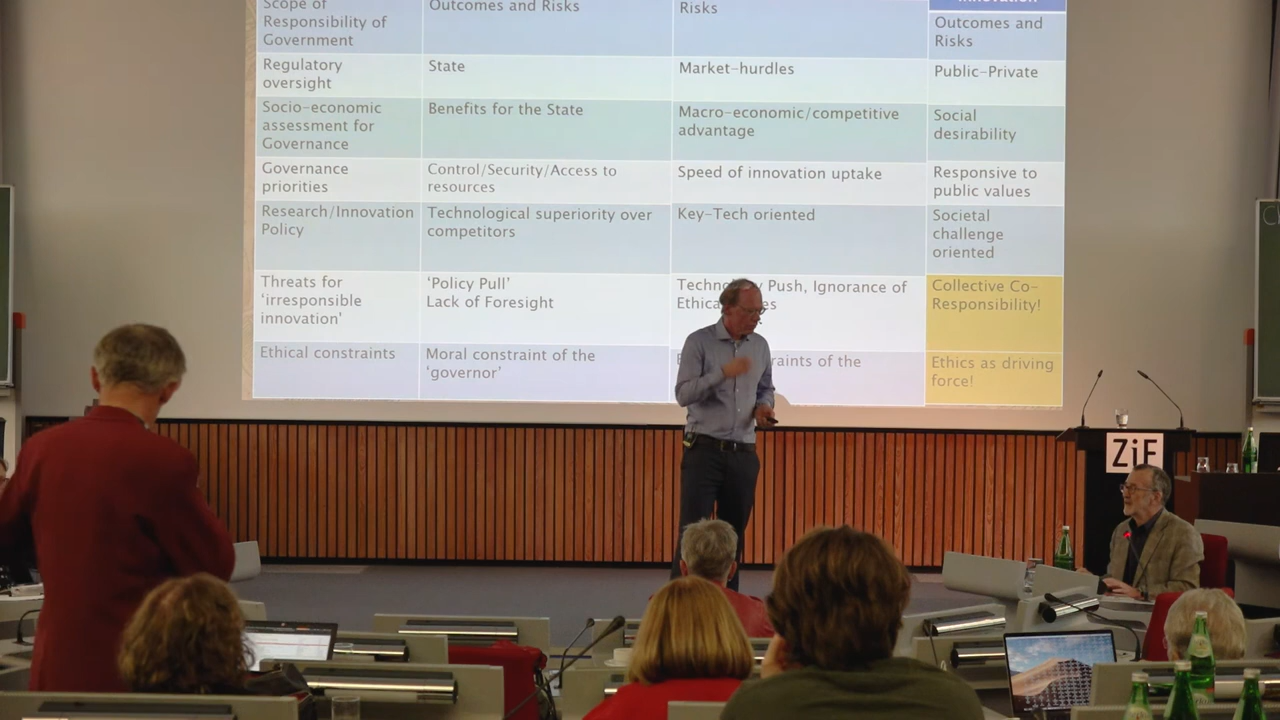 Scope of
Responsibility of
Government
Outcomes and Risks
Risks
Innovation
Outcomes and
Risks
Regulatory
oversight
State
Market-hurdles
Public-Private
Socio-economic
assessment for
Governance
Benefits for the State
Macro-economic/competitive
advantage
Social
desirability
Governance
priorities
Control/Security/Access to
resources
Speed of innovation uptake
Responsive to
public values
Research/Innovation
Policy
Technological superiority over
competitors
Key-Tech oriented
Societal
challenge
oriented
Threats for
'irresponsible
innovation'
'Policy Pull'
Lack of Foresight
Push, Ignorance of
Collective Co-
Responsibility!
Ethical constraints
Moral constraint of the
'governor'
of the
Ethics as driving
force!
ZiF